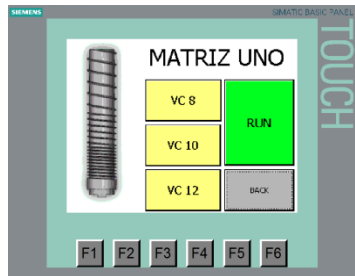 SIEMENS
SIMATIC BASIC PANEL
TOUCH
MATRIZ UNO
VC 8
RUN
VC 10
VC 12
BACK
F1 F2 F3 F4 F5 F6